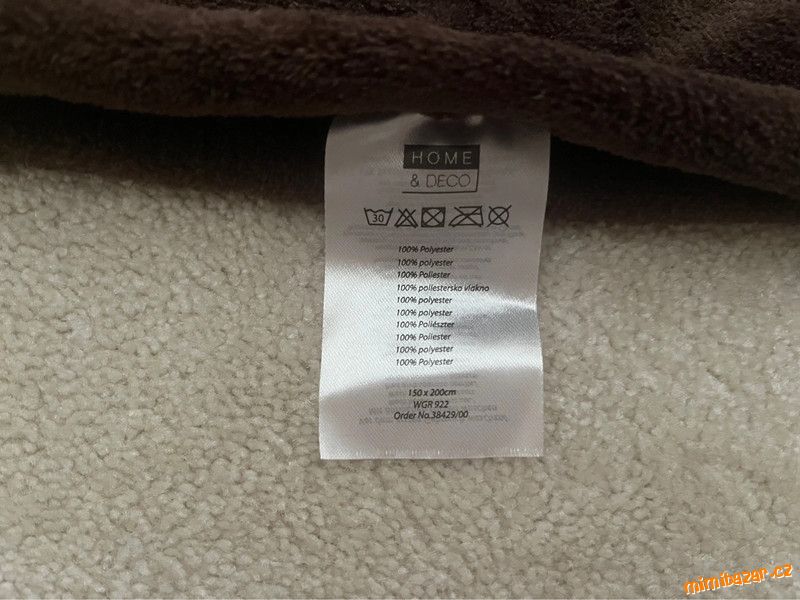 HOME
& DECO
30
100% Polyester
100% polyester
100% Poliester
100% poliesterska vlakno
100% polyester
100% polyester
100% Poliészter
100% Poliester
100% polyester
100% Polyester
150 x 200cm
WGR 922
Order No.38429/00
mimibazar.cz